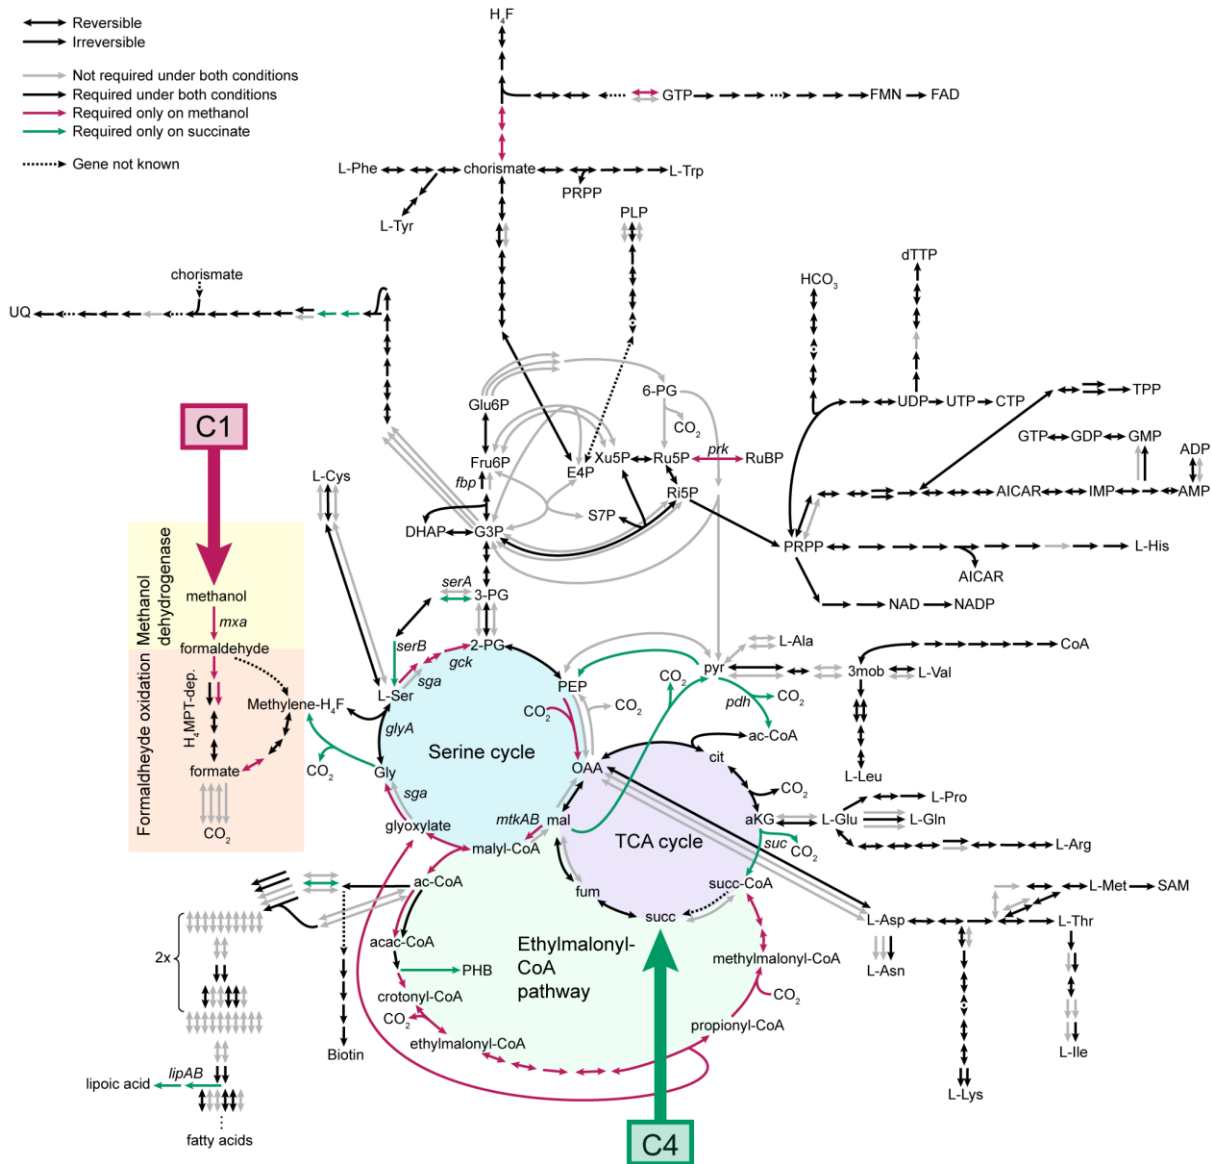 Reversible
Irreversible
Not required under both conditions
Required under both conditions
Required only on methanol
Required only on succinate
Gene not known
H4F
GTP
FMN
FAD
L-Phe
chorismate
L-Trp
PRPP
L-Tyr
PLP
chorismate
UQ
HCO3
dTTP
UDP
UTP
CTP
TPP
GTP
GDP
GMP
ADP
AICAR
IMP
AMP
PRPP
L-His
AICAR
NAD
NADP
6-PG
Glu6P
CO2
Fru6P
fbp
E4P
Xu5P
Ru5P
prk
RuBP
Ri5P
S7P
DHAP
G3P
C1
L-Cys
Methanol dehydrogenase
methanol
mxa
formaldehyde
Formaldneyde oxidation
H4MPT-dep.
Methylene-H4F
formate
CO2
CO2
serA
3-PG
serB
2-PG
gck
sga
L-Ser
glyA
Gly
sga
glyoxylate
Serine cycle
PEP
CO2
CO2
OAA
mtkAB
mal
malyl-CoA
pyr
L-Ala
CO2
pdh
CO2
ac-CoA
3mob
L-Val
CoA
L-Leu
cit
CO2
aKG
L-Glu
L-Pro
L-Gln
L-Arg
suc
CO2
TCA cycle
succ-CoA
fum
succ
L-Asp
L-Asn
L-Met
SAM
L-Thr
L-Ile
L-Lys
ac-CoA
acac-CoA
PHB
crotonyl-CoA
CO2
ethylmalonyl-CoA
Ethylmalonyl-
CoA
pathway
methylmalonyl-CoA
CO2
propionyl-CoA
2x
Biotin
lipAB
lipoic acid
fatty acids
C4